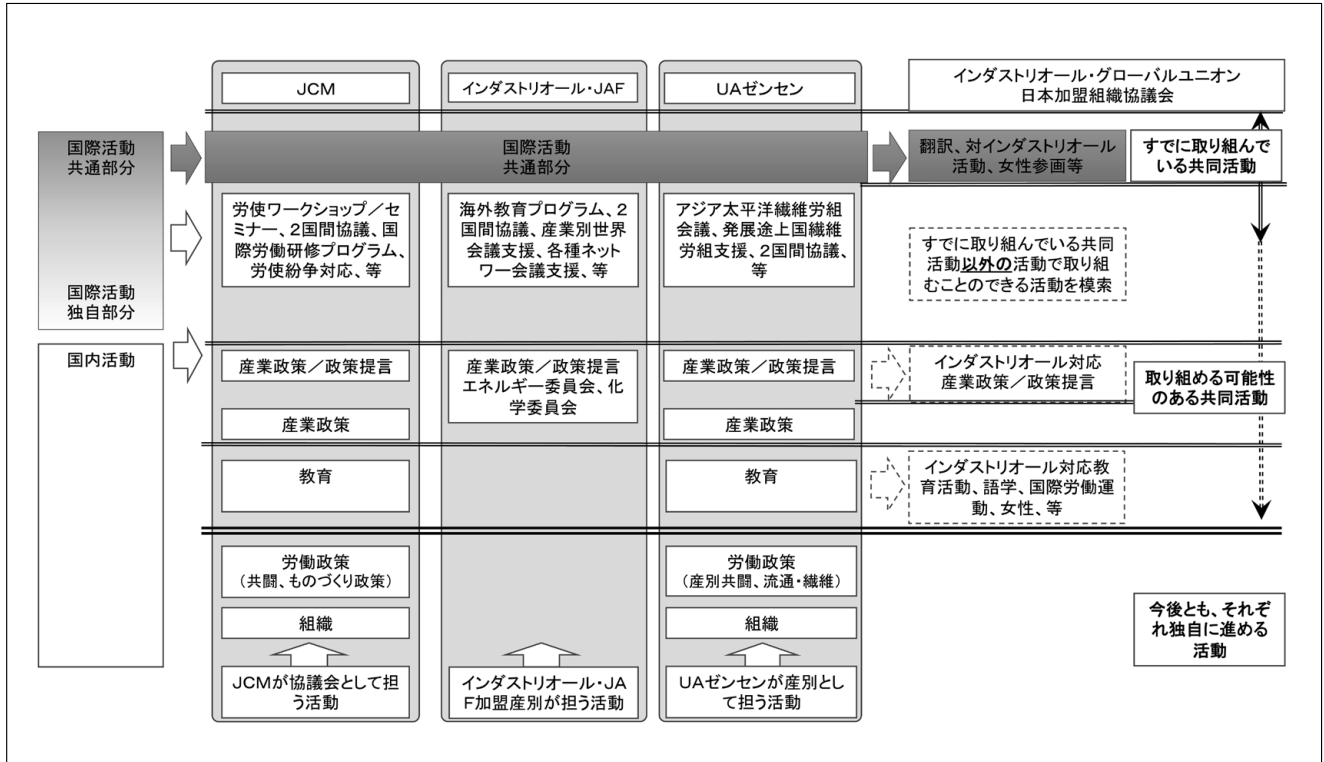 JCM
インダストリオール・JAF
UAゼンセン
インダストリオール・グローバルユニオン
日本加盟組織協議会
国際活動
共通部分
国際活動
共通部分
翻訳、対インダストリオール
活動、女性参画等
すでに取り組んで
いる共同活動
労使ワークショップ／セ
ミナー、２国間協議、国
際労働研修プログラム、
労使紛争対応、等
海外教育プログラム、２
国間協議、産業別世界
会議支援、各種ネット
ワー会議支援、等
アジア太平洋繊維労組
会議、発展途上国繊維
労組支援、２国間協議、
等
すでに取り組んでいる共同
活動以外の活動で取り組
むことのできる活動を模索
国際活動
独自部分
国内活動
産業政策／政策提言
産業政策／政策提言
エネルギー委員会、化
学委員会
産業政策／政策提言
インダストリオール対応
産業政策／政策提言
取り組める可能性
のある共同活動
産業政策
産業政策
教育
教育
インダストリオール対応教
育活動、語学、国際労働運
動、女性、等
労働政策
（共闘、ものづくり政策）
労働政策
（産別共闘、流通・繊維）
組織
組織
今後とも、それぞ
れ独自に進める
活動
JCMが協議会として担
う活動
インダストリオール・JA
F加盟産別が担う活動
UAゼンセンが産別とし
て担う活動